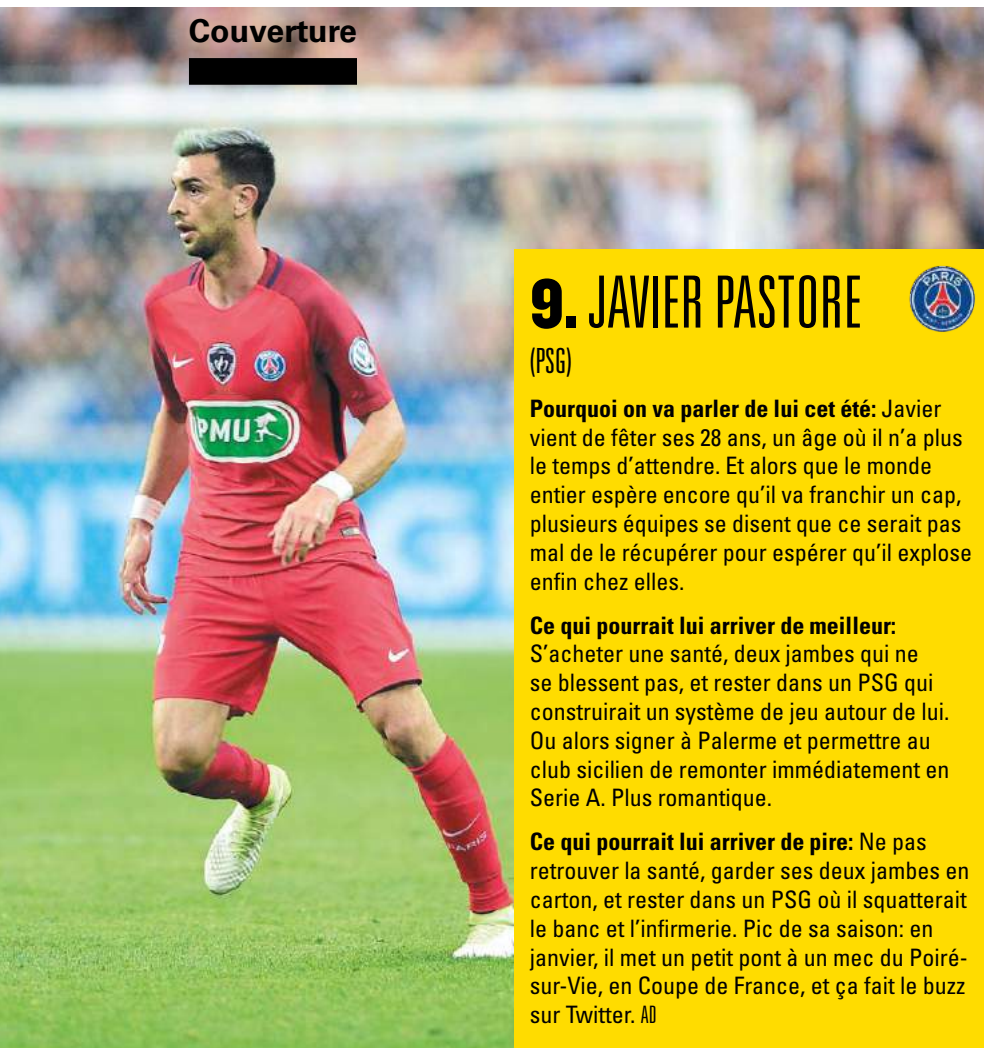 Couverture
PMU
PARIS
9. JAVIER PASTORE
PARIS
SAINT-GERMAIN
(PSG)
Pourquoi on va parler de lui cet été: Javier
vient de fêter ses 28 ans, un âge où il n'a plus
le temps d'attendre. Et alors que le monde
entier espère encore qu'il va franchir un cap,
plusieurs équipes se disent que ce serait pas
mal de le récupérer pour espérer qu'il explose
enfin chez elles.
Ce qui pourrait lui arriver de meilleur:
S'acheter une santé, deux jambes qui ne
se blessent pas, et rester dans un PSG qui
construirait un système de jeu autour de lui.
Ou alors signer à Palerme et permettre au
club sicilien de remonter immédiatement en
Serie A. Plus romantique.
Ce qui pourrait lui arriver de pire: Ne pas
retrouver la santé, garder ses deux jambes en
carton, et rester dans un PSG où il squatterait
le banc et l'infirmerie. Pic de sa saison: en
janvier, il met un petit pont à un mec du Poiré-
sur-Vie, en Coupe de France, et ça fait le buzz
sur Twitter. AD